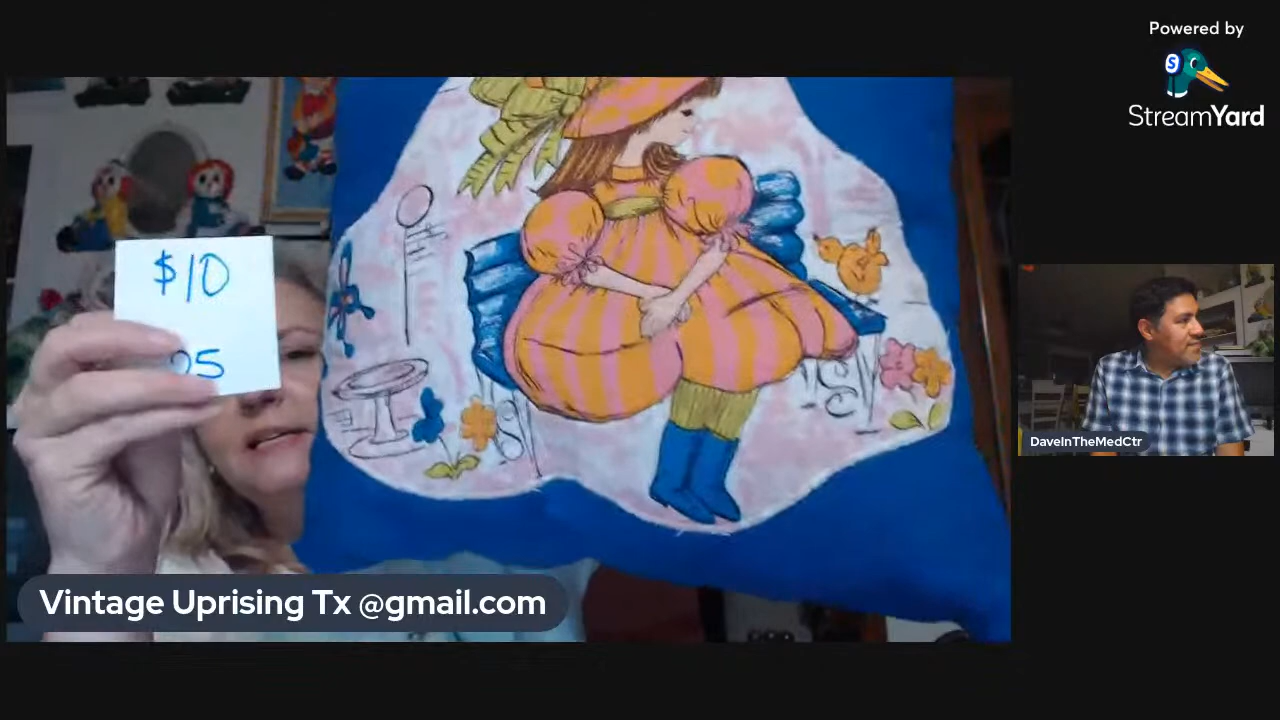 Powered by
S
StreamYard
$10
05
DaveInTheMedCtr
Vintage Uprising Tx @gmail.com